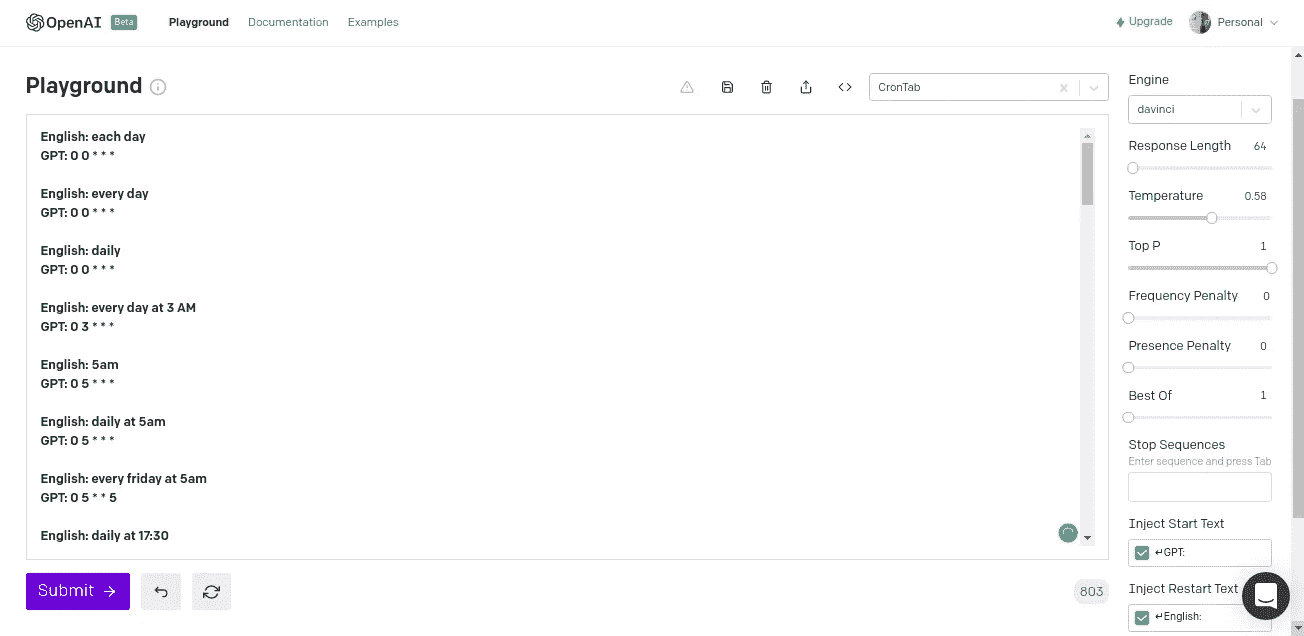 OpenAI Beta Playground Documentation Examples Upgrade Personal
Playground
CronTab
English: each day
GPT: 0 0 * * *
English: every day
GPT: 0 0 * * *
English: daily
GPT: 0 0 * * *
English: every day at 3 AM
GPT: 0 3 * * *
English: 5am
GPT: 0 5 * * *
English: daily at 5am
GPT: 0 5 * * *
English: every friday at 5am
GPT: 0 5 * * 5
English: daily at 17:30
Submit
803
Engine
davinci
Response Length 64
Temperature 0.58
Top P 1
Frequency Penalty 0
Presence Penalty 0
Best Of 1
Stop Sequences
Enter sequence and press Tab
Inject Start Text
↵GPT:
Inject Restart Text
↵English: